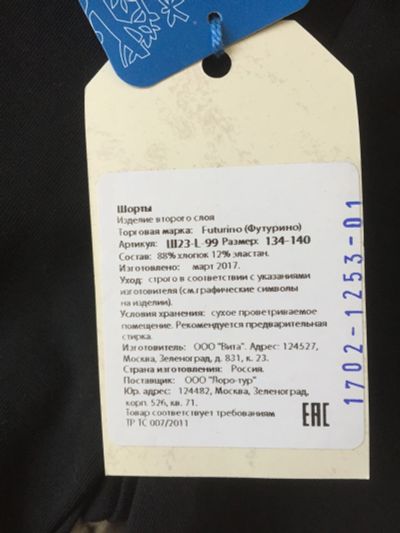 Шорты
Изделие второго слоя
Торговая марка: Futurino (Футурино)
Артикул: Ш23-L-99 Размер: 134-140
Состав: 88% хлопок 12% эластан.
Изготовлено: март 2017.
Уход: строго в соответствии с указаниями
изготовителя (см.графические символы
на изделии).
Условия хранения: сухое проветриваемое
помещение. Рекомендуется предварительная
стирка.
Изготовитель: ООО "Вита". Адрес: 124527,
Москва, Зеленоград, д. 831, к. 23.
Страна изготовления: Россия.
Поставщик: ООО "Лоро-тур"
Юр. адрес: 124482, Москва, Зеленоград,
корп. 526, кв. 71.
Товар соответствует требованиям
ТР ТС 007/2011
EAC
1702-1253-01